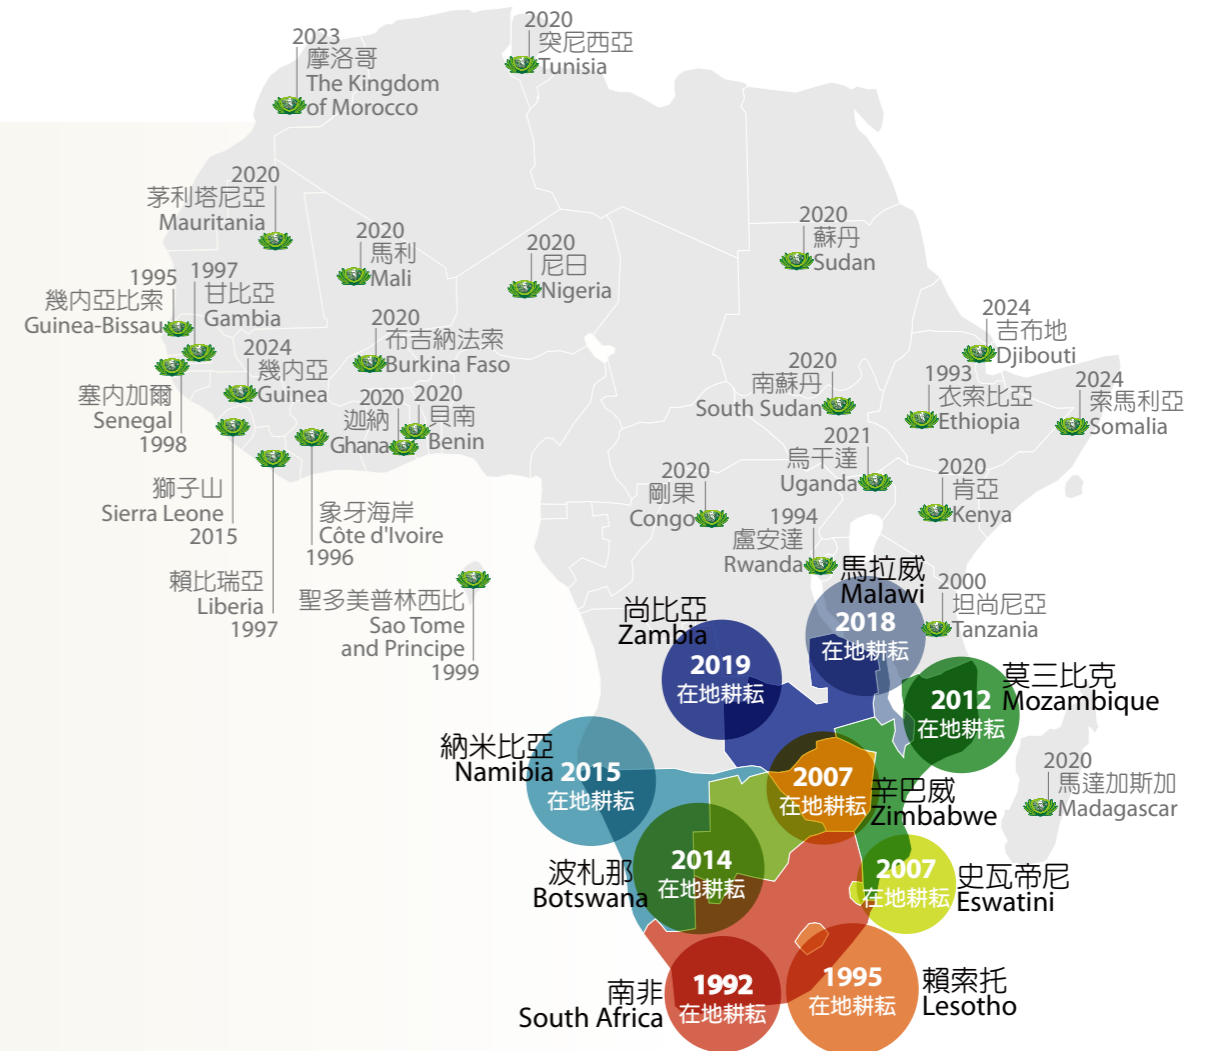 2023
摩洛哥
The Kingdom
of Morocco
2020
突尼西亞
Tunisia
2020
茅利塔尼亞
Mauritania
2020
馬利
Mali
2020
尼日
Nigeria
2020
蘇丹
Sudan
1995
幾内亞比索
Guinea-Bissau
1997
甘比亞
Gambia
2024
吉布地
Djibouti
2020
布吉納法索
Burkina Faso
2024
幾内亞
Guinea
塞内加爾
Senegal
1998
2020
迦納
Ghana
2020
貝南
Benin
2020
南蘇丹
South Sudan
1993
衣索比亞
Ethiopia
2024
索馬利亞
Somalia
2021
烏干達
Uganda
2020
剛果
Congo
2020
肯亞
Kenya
獅子山
Sierra Leone
2015
象牙海岸
Côte d'Ivoire
1996
1994
盧安達
Rwanda
賴比瑞亞
Liberia
1997
聖多美普林西比
Sao Tome
and Principe
1999
2000
坦尚尼亞
Tanzania
馬拉威
Malawi
2018
在地耕耘
尚比亞
Zambia
2019
在地耕耘
莫三比克
Mozambique
2012
在地耕耘
納米比亞
Namibia
2015
在地耕耘
2007
在地耕耘
辛巴威
Zimbabwe
2020
馬達加斯加
Madagascar
波札那
Botswana
2014
在地耕耘
2007
在地耕耘
史瓦帝尼
Eswatini
南非
South Africa
1992
在地耕耘
1995
在地耕耘
賴索托
Lesotho